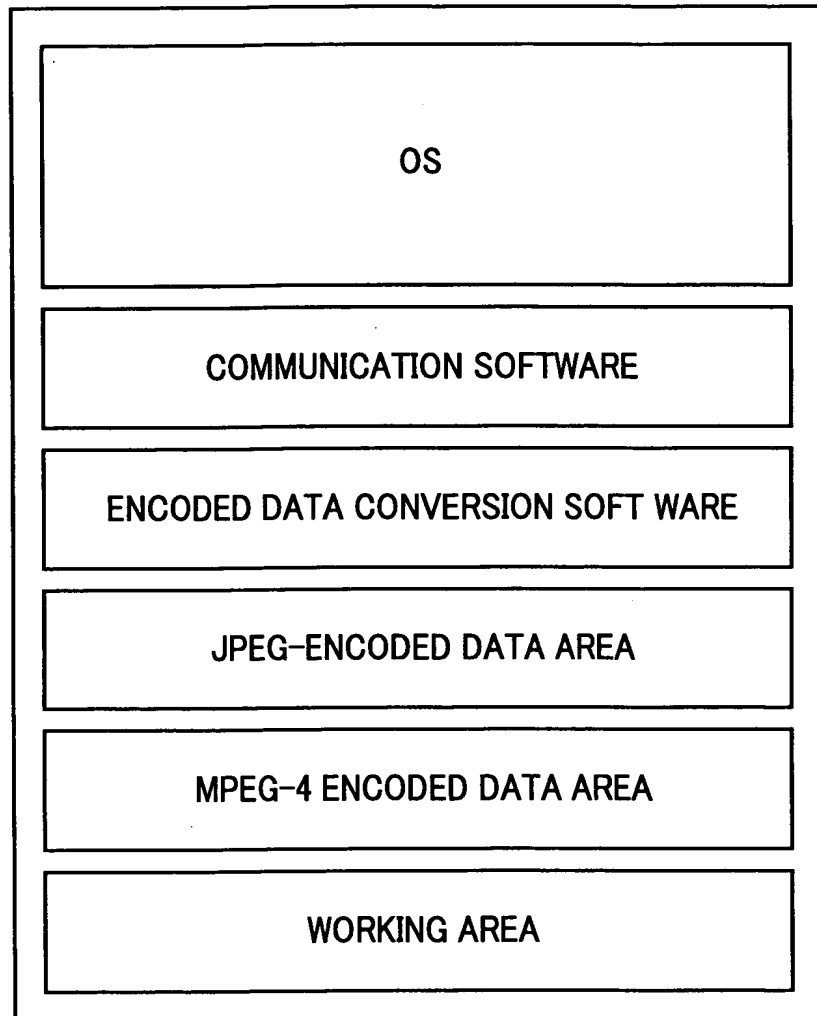 OS
COMMUNICATION SOFTWARE
ENCODED DATA CONVERSION SOFT WARE
JPEG-ENCODED DATA AREA
MPEG-4 ENCODED DATA AREA
WORKING AREA